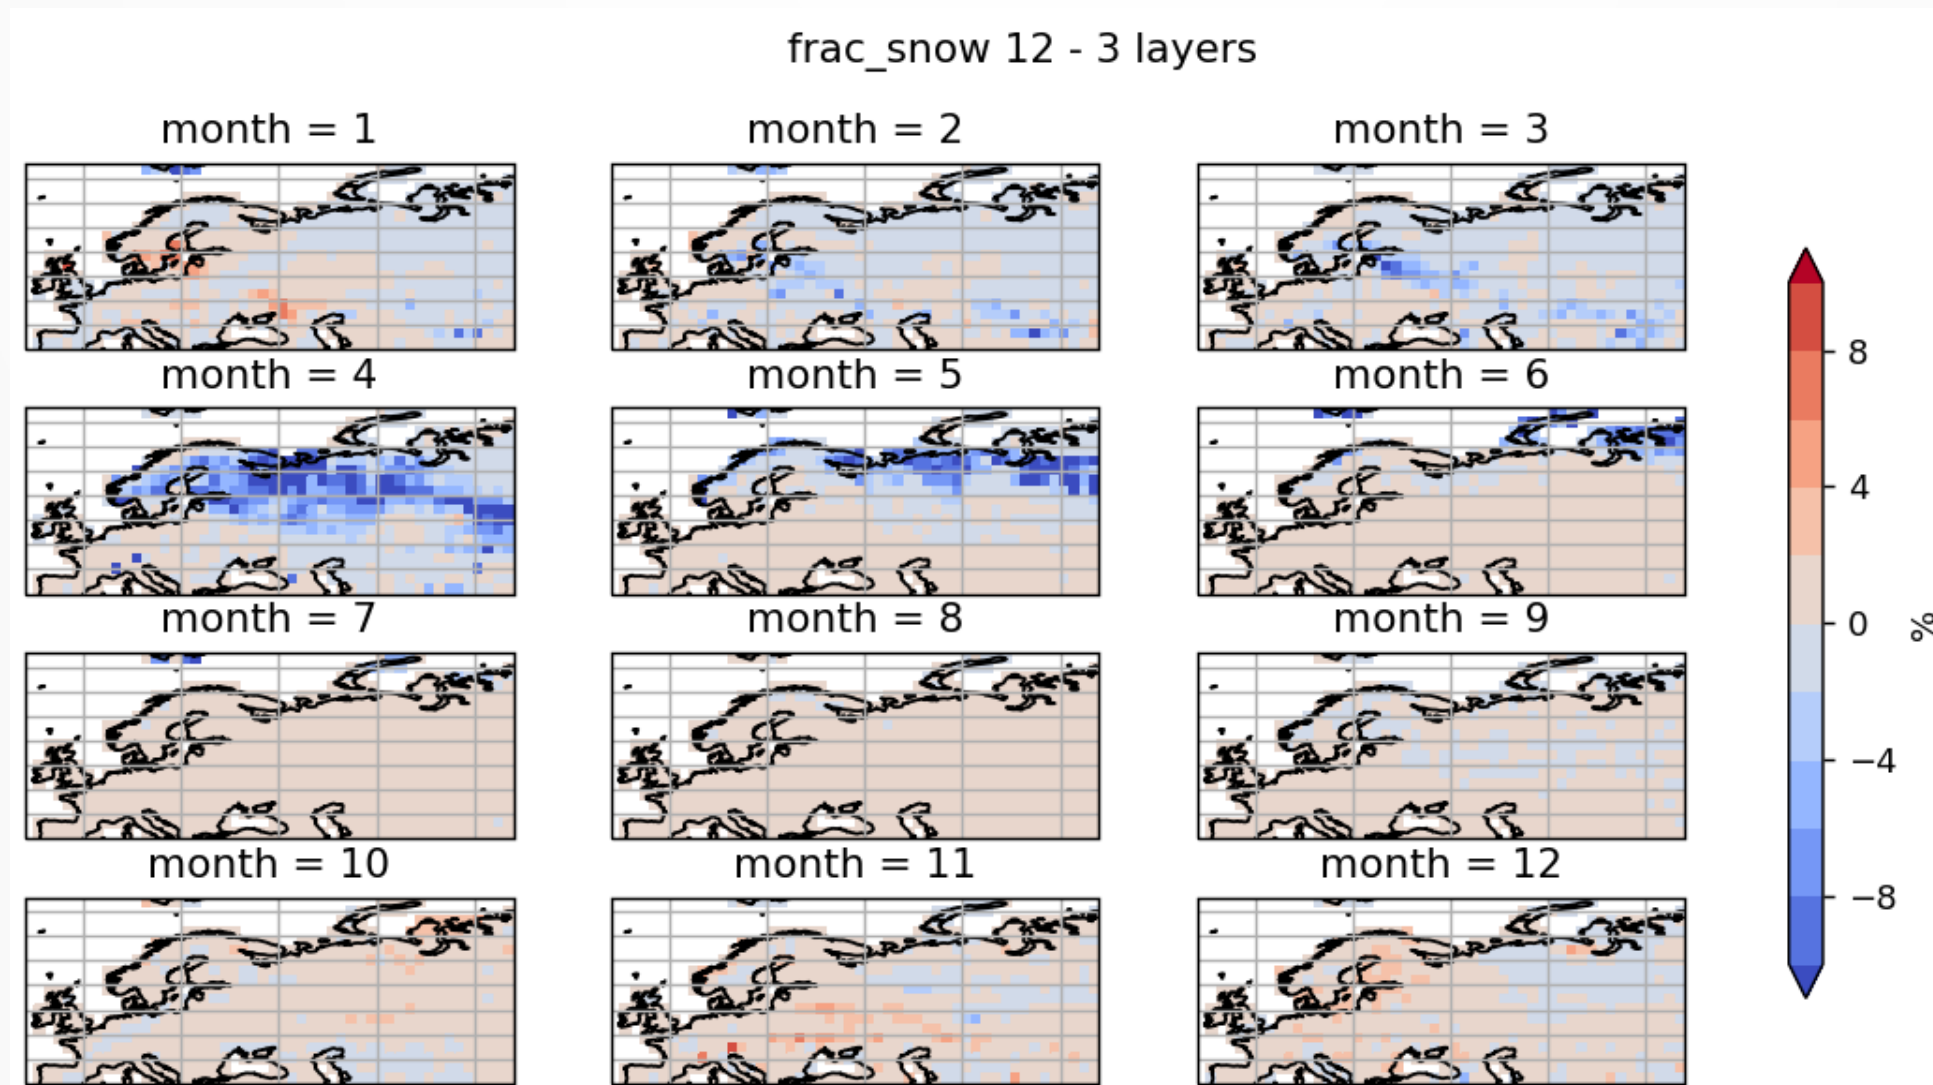 frac_snow 12 - 3 layers
month = 1
month = 2
month = 3
month = 4
month = 5
month = 6
month = 7
month = 8
month = 9
month = 10
month = 11
month = 12
8
4
0
−4
−8
%